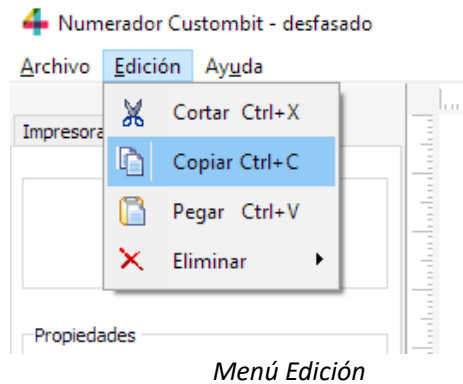 Numerador Custombit - desfasado
Archivo Edición Ayuda
Impresora
Cortar Ctrl+X
Copiar Ctrl+C
Pegar Ctrl+V
Eliminar
Propiedades
Menú Edición